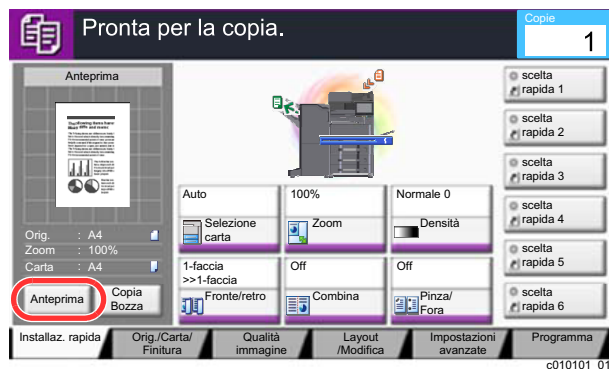 Pronta per la copia.
Copie
1
Anteprima
Orig. : A4
Zoom : 100%
Carta : A4
Anteprima
Copia
Bozza
Auto
Selezione
carta
100%
Zoom
Normale 0
Densità
1-faccia
>>1-faccia
Fronte/retro
Off
Combina
Off
Pinza/
Fora
scelta
rapida 1
scelta
rapida 2
scelta
rapida 3
scelta
rapida 4
scelta
rapida 5
scelta
rapida 6
Installaz. rapida
Orig./Carta/
Finitura
Qualità
immagine
Layout
/Modifica
Impostazioni
avanzate
Programma
c010101_01